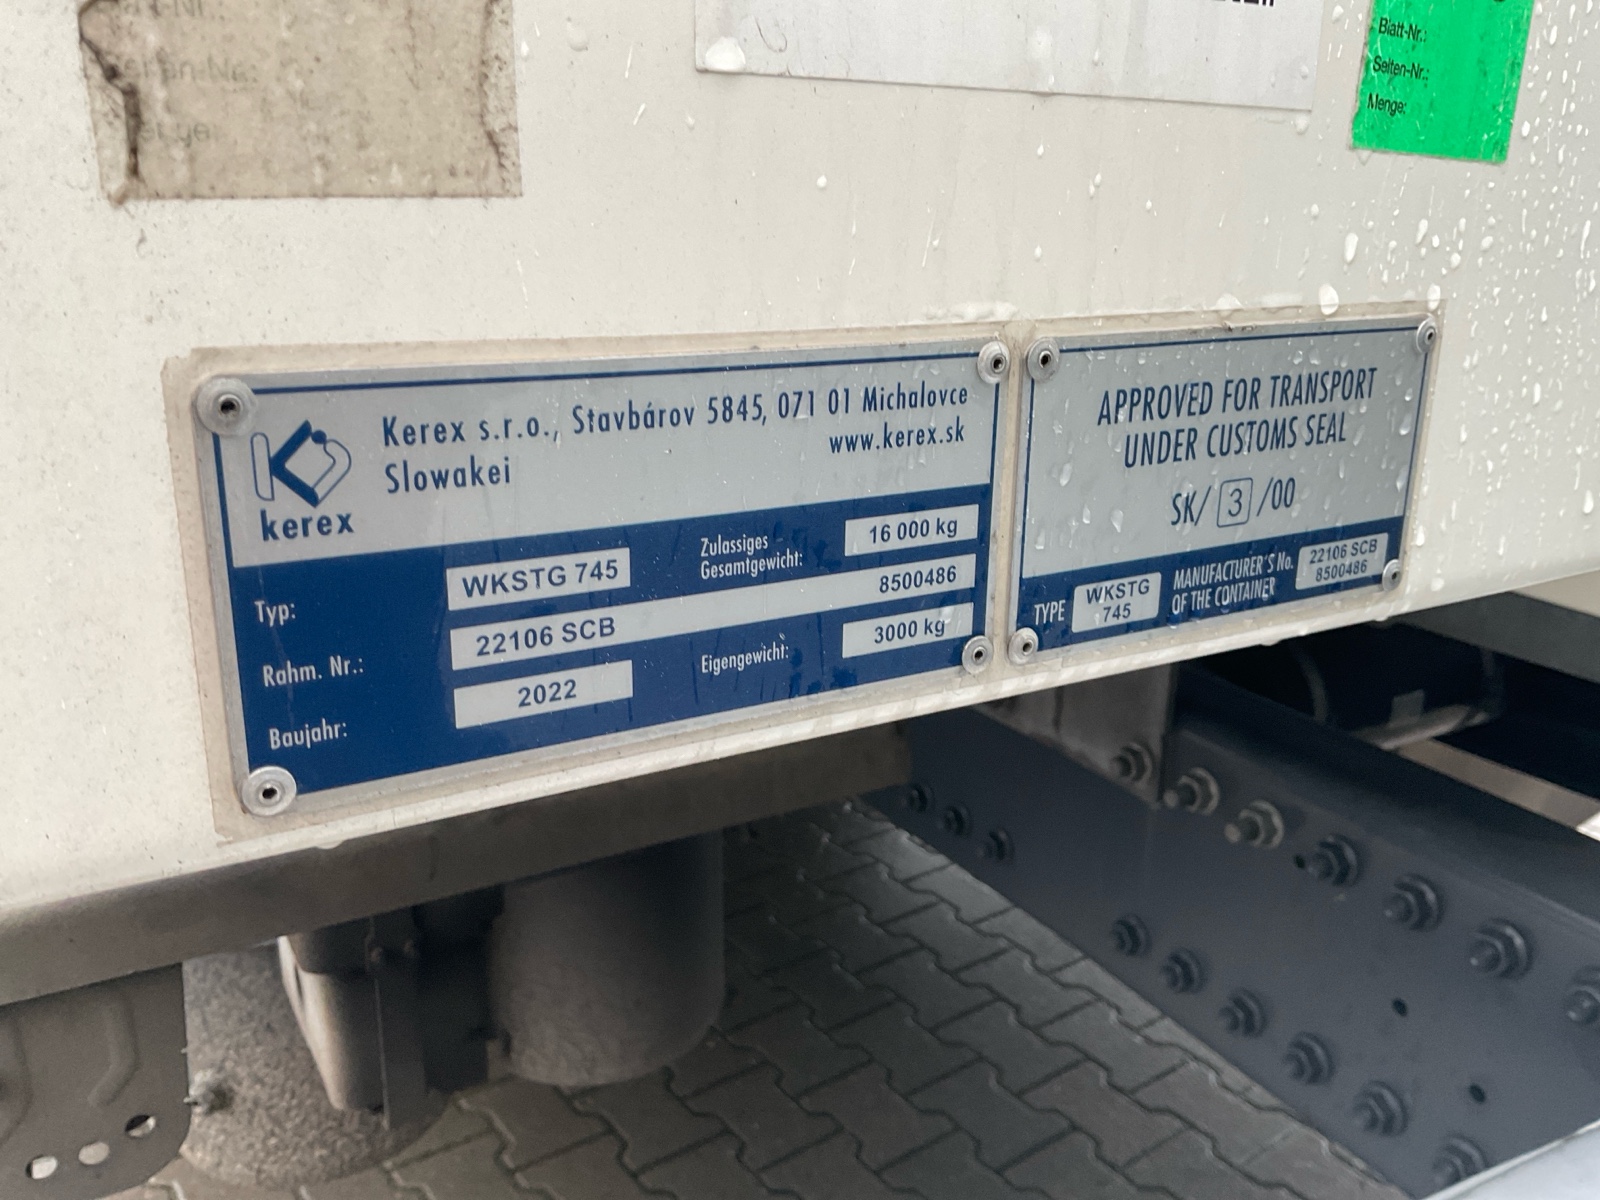 Blatt-Nr.:
Seiten-Nr.:
Menge:
Kerex s.r.o., Stavbárov 5845, 071 01 Michalovce
Slowakei
www.kerex.sk
kerex
Typ:
WKSTG 745
Zulassiges
Gesamtgewicht:
16 000 kg
Rahm. Nr.:
22106 SCB
8500486
Baujahr:
2022
Eigengewicht:
3000 kg
APPROVED FOR TRANSPORT
UNDER CUSTOMS SEAL
SK/ 3 /00
TYPE
WKSTG
745
MANUFACTURER'S No.
OF THE CONTAINER
22106 SCB
8500486